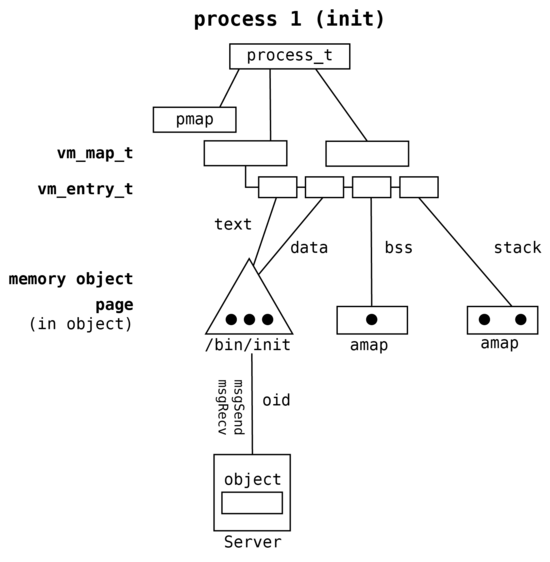 process 1 (init)
process_t
pmap
vm_map_t
vm_entry_t
text
data
bss
stack
memory object
page
(in object)
/bin/init
amap
amap
msgSend
msgRecv
oid
object
Server